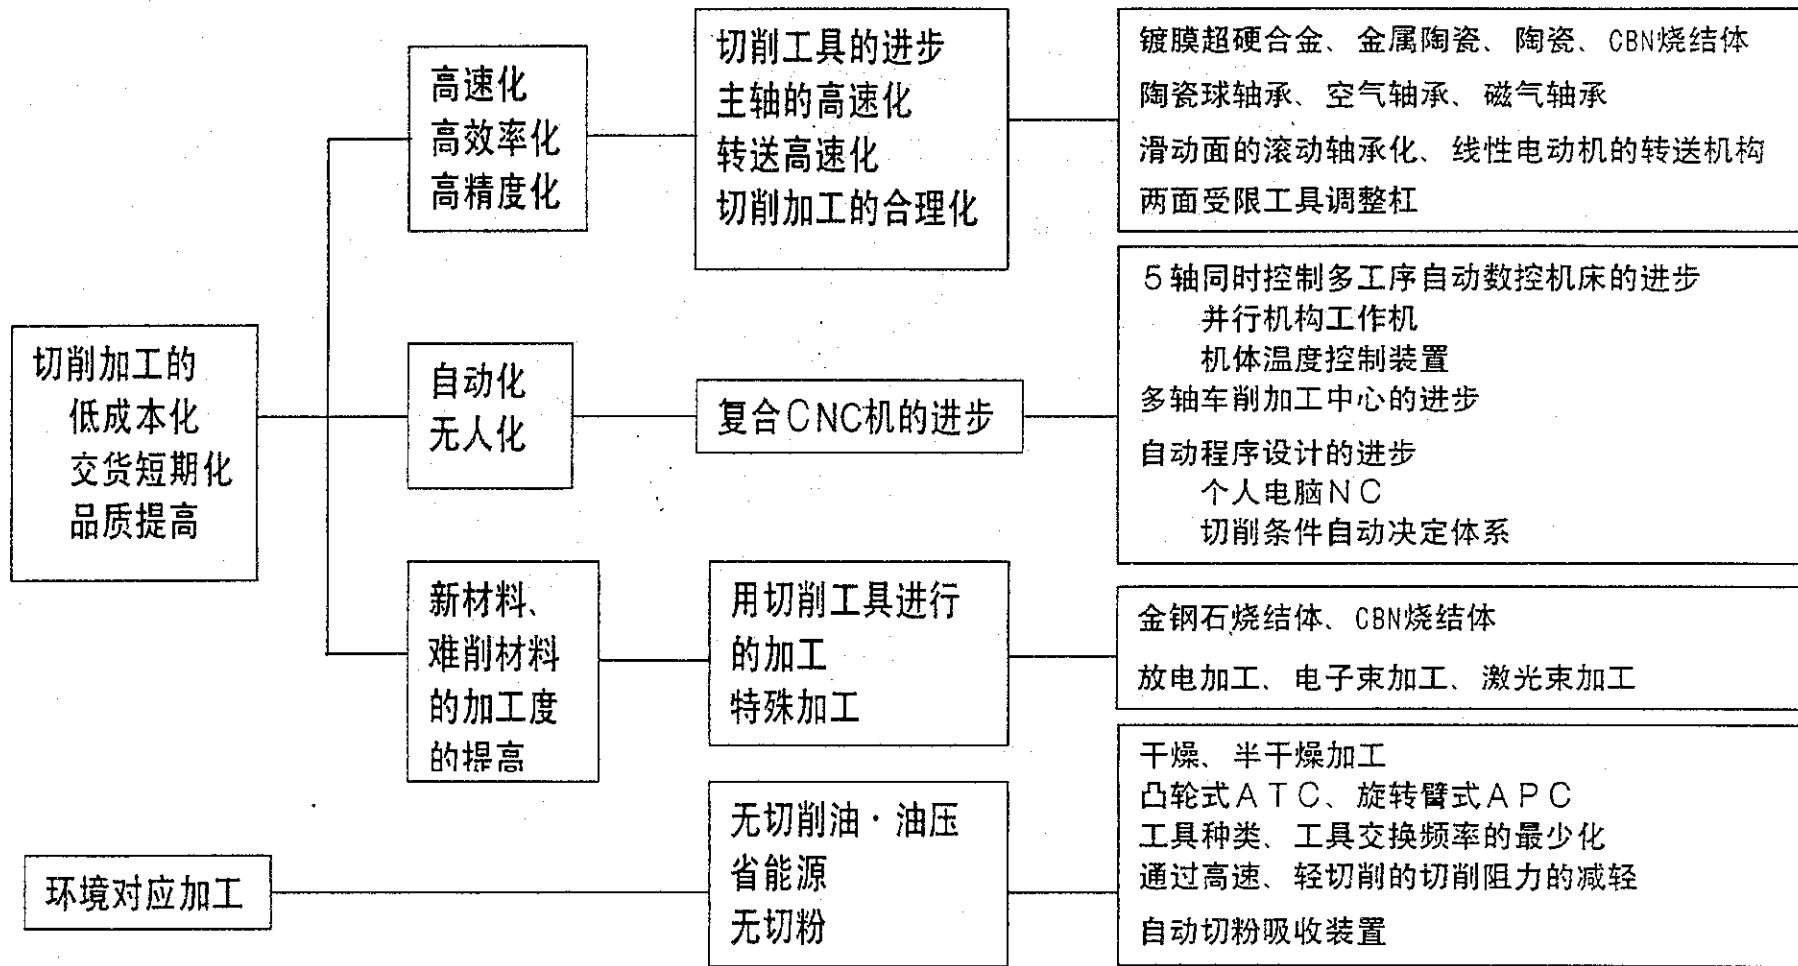 切削加工的
低成本化
交货短期化
品质提高
高速化
高效率化
高精度化
切削工具的进步
主轴的高速化
转送高速化
切削加工的合理化
镀膜超硬合金、金属陶瓷、陶瓷、CBN烧结体
陶瓷球轴承、空气轴承、磁气轴承
滑动面的滚动轴承化、线性电动机的转送机构
两面受限工具调整杠
自动化
无人化
复合CNC机的进步
5轴同时控制多工序自动数控机床的进步
并行机构工作机
机体温度控制装置
多轴车削加工中心的进步
自动程序设计的进步
个人电脑NC
切削条件自动决定体系
新材料、
难削材料
的加工度
的提高
用切削工具进行
的加工
特殊加工
金钢石烧结体、CBN烧结体
放电加工、电子束加工、激光束加工
环境对应加工
无切削油·油压
省能源
无切粉
干燥、半干燥加工
凸轮式ATC、旋转臂式APC
工具种类、工具交换频率的最少化
通过高速、轻切削的切削阻力的减轻
自动切粉吸收装置